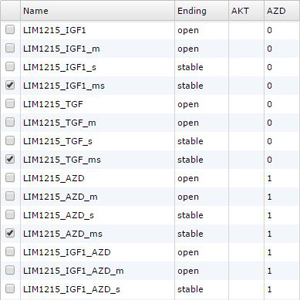 Name Ending AKT AZD
LIM1215_IGF1 open 0
LIM1215_IGF1_m open 0
LIM1215_IGF1_s stable 0
LIM1215_IGF1_ms stable 0
LIM1215_TGF open 0
LIM1215_TGF_m open 0
LIM1215_TGF_s stable 0
LIM1215_TGF_ms stable 0
LIM1215_AZD open 1
LIM1215_AZD_m open 1
LIM1215_AZD_s stable 1
LIM1215_AZD_ms stable 1
LIM1215_IGF1_AZD open 1
LIM1215_IGF1_AZD_m open 1
LIM1215_IGF1_AZD_s stable 1